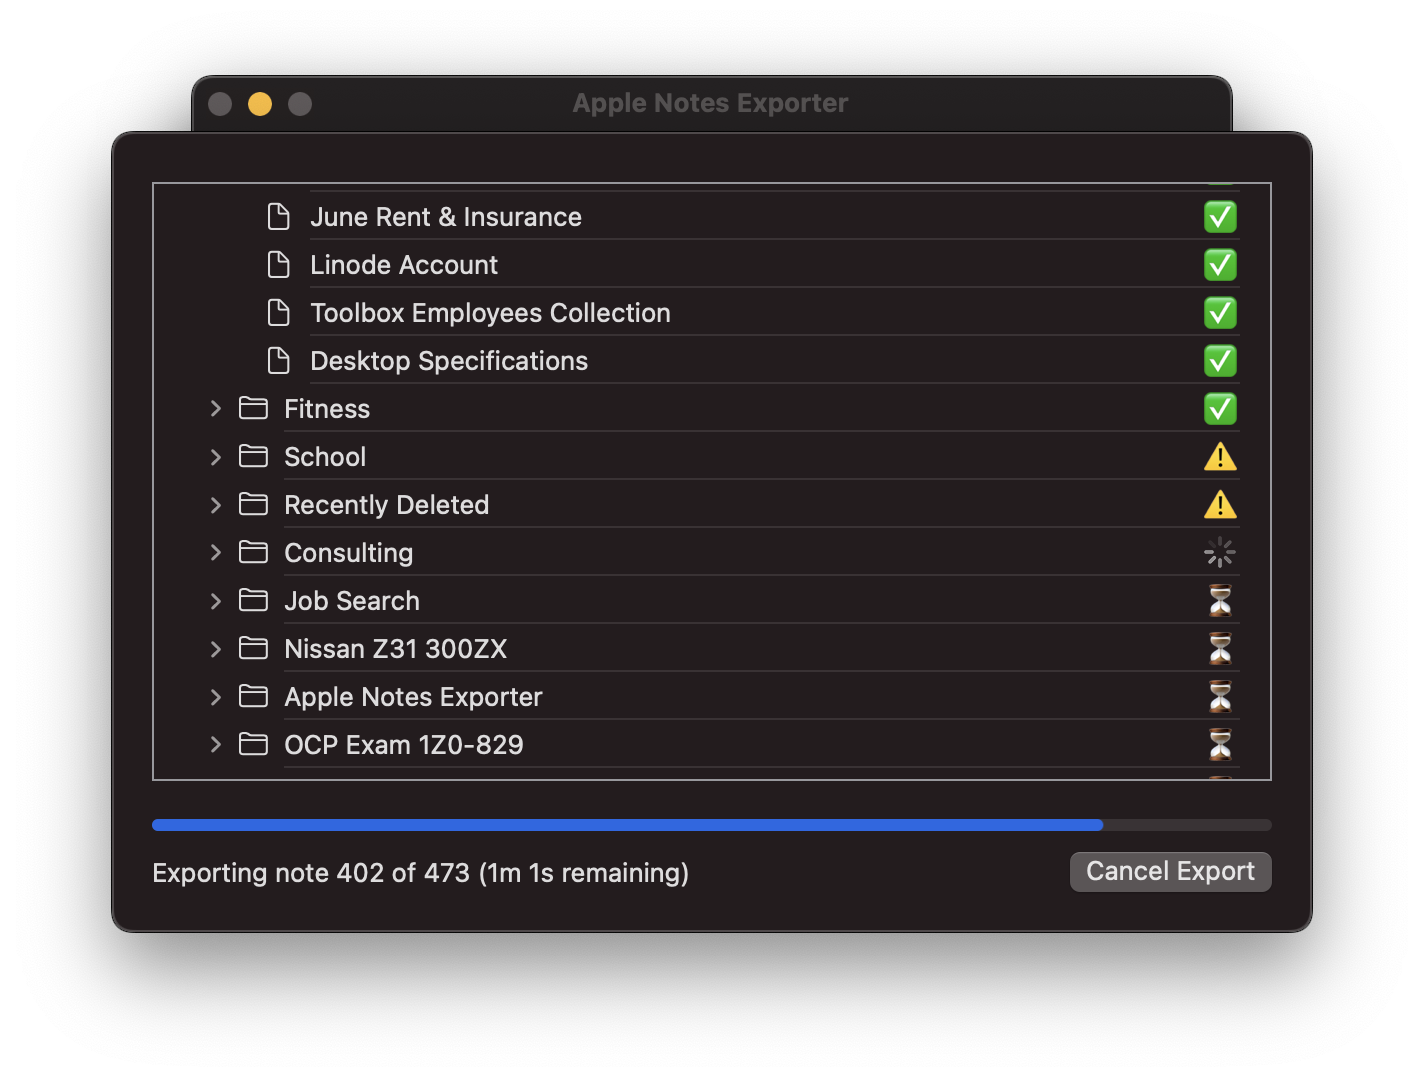 Apple Notes Exporter
June Rent & Insurance
Linode Account
Toolbox Employees Collection
Desktop Specifications
Fitness
School
Recently Deleted
Consulting
Job Search
Nissan Z31 300ZX
Apple Notes Exporter
OCP Exam 1Z0-829
Exporting note 402 of 473 (1m 1s remaining)
Cancel Export